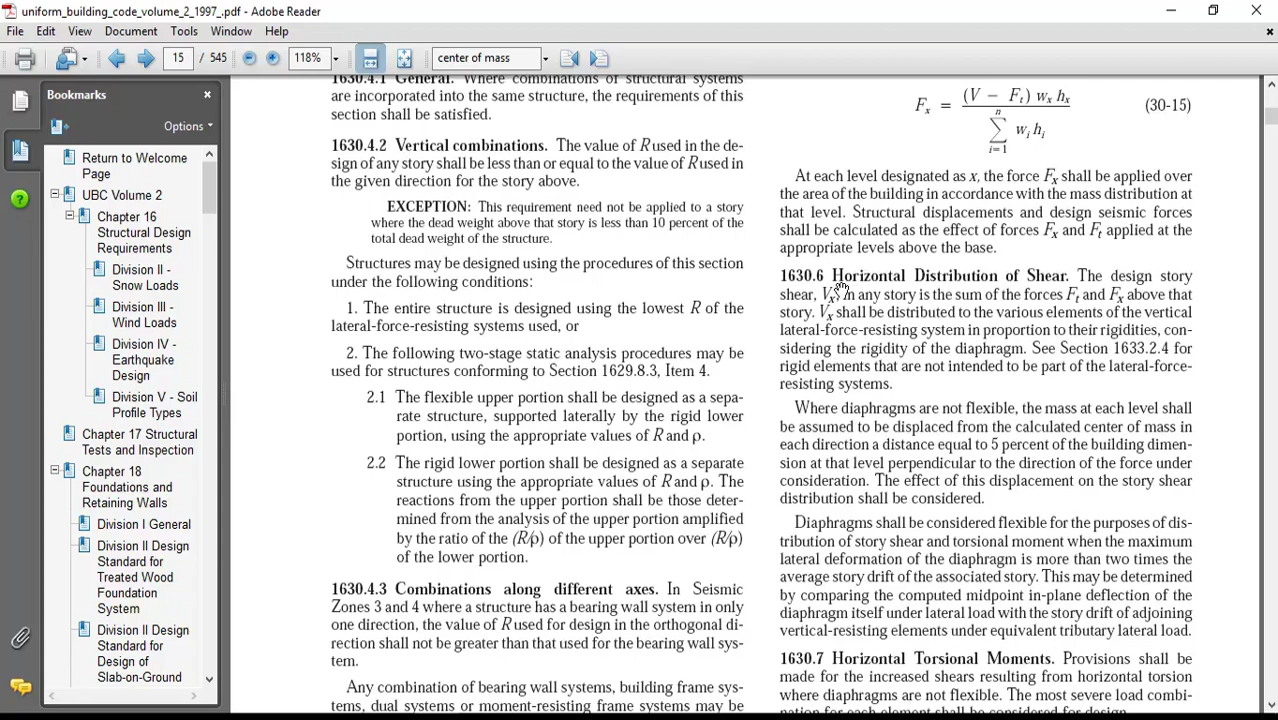 uniform_building_code_volume_2_1997_.pdf - Adobe Reader
File Edit View Document Tools Window Help
15 / 545 118% center of mass
Bookmarks
Options
Return to Welcome
Page
UBC Volume 2
Chapter 16
Structural Design
Requirements
Division II -
Snow Loads
Division III -
Wind Loads
Division IV -
Earthquake
Design
Division V - Soil
Profile Types
Chapter 17 Structural
Tests and Inspection
Chapter 18
Foundations and
Retaining Walls
Division I General
Division II Design
Standard for
Treated Wood
Foundation
System
Division II Design
Standard for
Design of
Slab-on-Ground
1630.4.1 General. Where combinations of structural systems
are incorporated into the same structure, the requirements of this
section shall be satisfied.
1630.4.2 Vertical combinations. The value of R used in the de-
sign of any story shall be less than or equal to the value of R used in
the given direction for the story above.
EXCEPTION: This requirement need not be applied to a story
where the dead weight above that story is less than 10 percent of the
total dead weight of the structure.
Structures may be designed using the procedures of this section
under the following conditions:
1. The entire structure is designed using the lowest R of the
lateral-force-resisting systems used, or
2. The following two-stage static analysis procedures may be
used for structures conforming to Section 1629.8.3, Item 4.
2.1 The flexible upper portion shall be designed as a sepa-
rate structure, supported laterally by the rigid lower
portion, using the appropriate values of R and ρ.
2.2 The rigid lower portion shall be designed as a separate
structure using the appropriate values of R and ρ. The
reactions from the upper portion shall be those deter-
mined from the analysis of the upper portion amplified
by the ratio of the (R/ρ) of the upper portion over (R/ρ)
of the lower portion.
1630.4.3 Combinations along different axes. In Seismic
Zones 3 and 4 where a structure has a bearing wall system in only
one direction, the value of R used for design in the orthogonal di-
rection shall not be greater than that used for the bearing wall sys-
tem.
Any combination of bearing wall systems, building frame sys-
tems, dual systems or moment-resisting frame systems may be
Fx = (V − Ft) wx hx / n ∑ i=1 wi hi (30-15)
At each level designated as x, the force Fx shall be applied over
the area of the building in accordance with the mass distribution at
that level. Structural displacements and design seismic forces
shall be calculated as the effect of forces Fx and Ft applied at the
appropriate levels above the base.
1630.6 Horizontal Distribution of Shear. The design story
shear, Vx, in any story is the sum of the forces Ft and Fx above that
story. Vx shall be distributed to the various elements of the vertical
lateral-force-resisting system in proportion to their rigidities, con-
sidering the rigidity of the diaphragm. See Section 1633.2.4 for
rigid elements that are not intended to be part of the lateral-force-
resisting systems.
Where diaphragms are not flexible, the mass at each level shall
be assumed to be displaced from the calculated center of mass in
each direction a distance equal to 5 percent of the building dimen-
sion at that level perpendicular to the direction of the force under
consideration. The effect of this displacement on the story shear
distribution shall be considered.
Diaphragms shall be considered flexible for the purposes of dis-
tribution of story shear and torsional moment when the maximum
lateral deformation of the diaphragm is more than two times the
average story drift of the associated story. This may be determined
by comparing the computed midpoint in-plane deflection of the
diaphragm itself under lateral load with the story drift of adjoining
vertical-resisting elements under equivalent tributary lateral load.
1630.7 Horizontal Torsional Moments. Provisions shall be
made for the increased shears resulting from horizontal torsion
where diaphragms are not flexible. The most severe load combi-
nation for each element shall be considered for design.